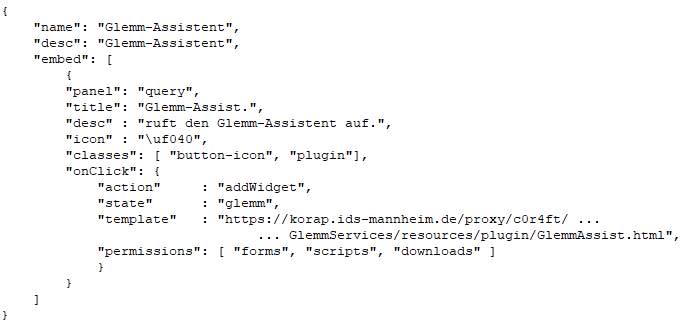 {
    "name": "Glemm-Assistent",
    "desc": "Glemm-Assistent",
    "embed": [
        {
        "panel": "query",
        "title": "Glemm-Assist.",
        "desc" : "ruft den Glemm-Assistent auf.",
        "icon" : "\uf040",
        "classes": [ "button-icon", "plugin"],
        "onClick": {
            "action"     : "addWidget",
            "state"      : "glemm",
            "template"   : "https://korap.ids-mannheim.de/proxy/c0r4ft/ ...
                                ... GlemmServices/resources/plugin/GlemmAssist.html",
            "permissions": [ "forms", "scripts", "downloads" ]
            }
        }
    ]
}